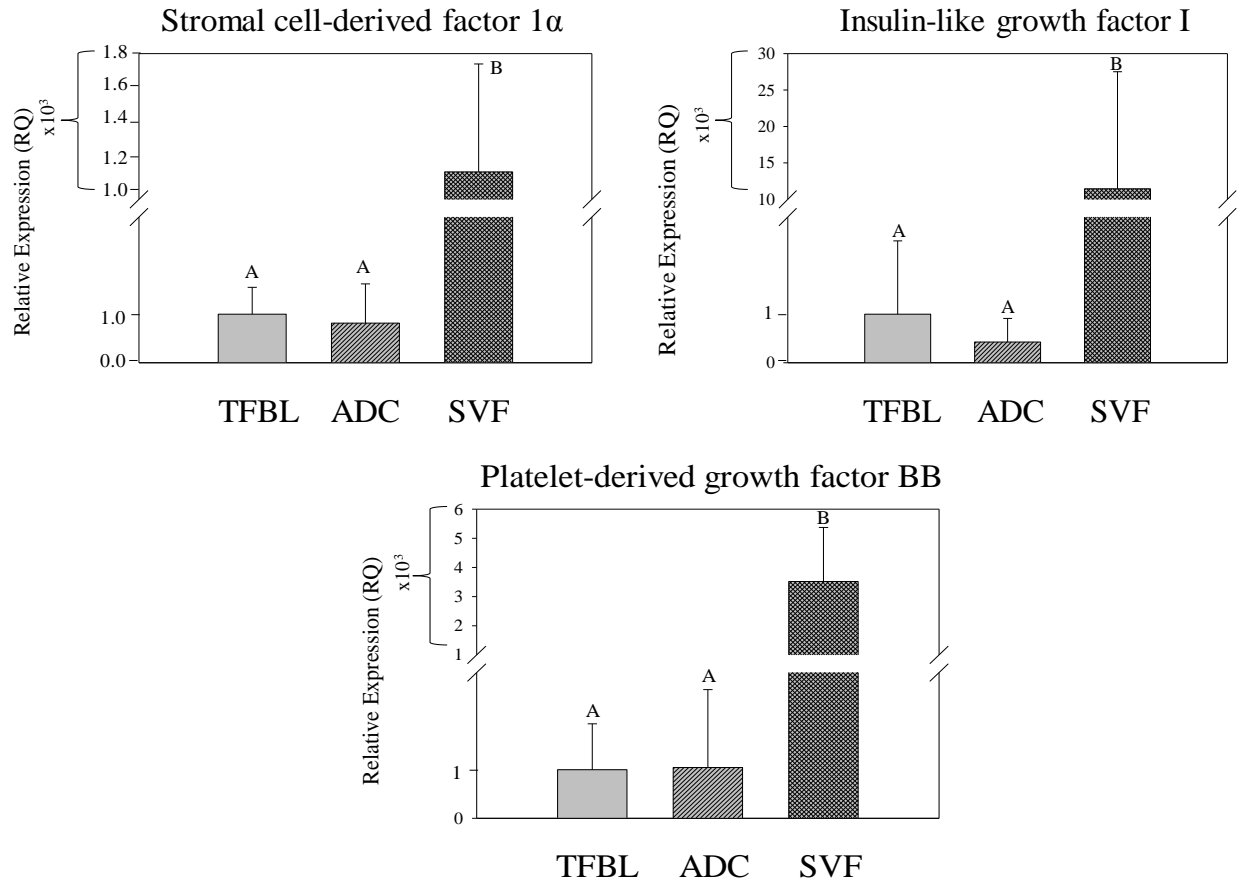 Stromal cell-derived factor 1α
Relative Expression (RQ)
x10³
1.8
1.6
1.4
1.2
1.0
1.0
0.0
A
A
B
TFBL ADC SVF
Insulin-like growth factor I
Relative Expression (RQ)
x10³
30
25
20
15
10
1
0
A
A
B
TFBL ADC SVF
Platelet-derived growth factor BB
Relative Expression (RQ)
x10³
6
5
4
3
2
1
1
0
A
A
B
TFBL ADC SVF